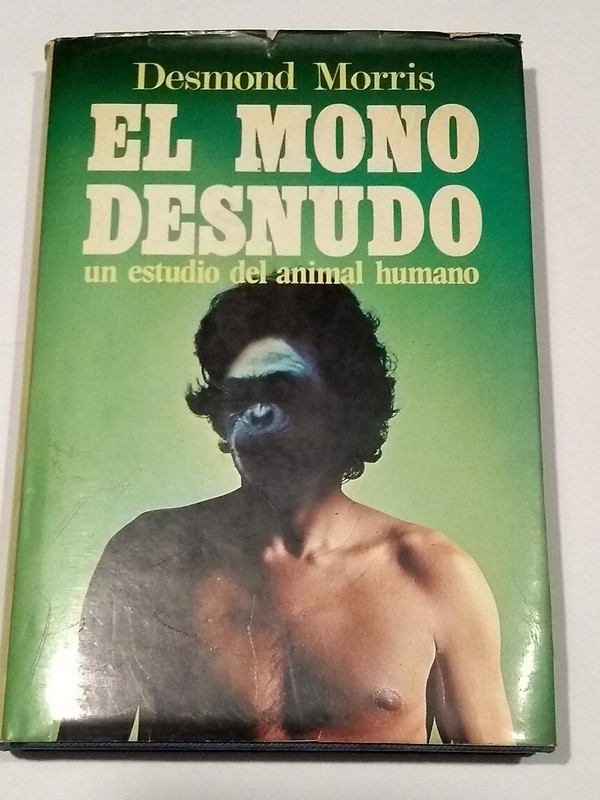 Desmond Morris
EL MONO
DESNUDO
un estudio del animal humano